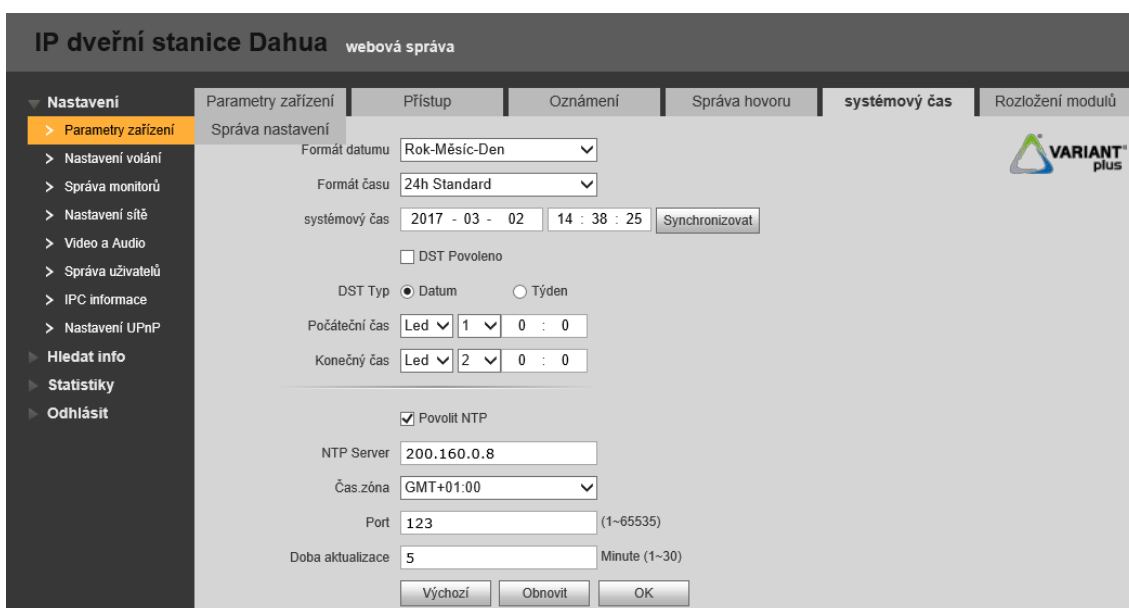 IP dveřní stanice Dahua webová správa
Nastavení
Parametry zařízení
Nastavení volání
Správa monitorů
Nastavení sítě
Video a Audio
Správa uživatelů
IPC informace
Nastavení UPnP
Hledat info
Statistiky
Odhlásit
Parametry zařízení Přístup Oznámení Správa hovoru systémový čas Rozložení modulů
Správa nastavení
VARIANT®
plus
Formát datumu Rok-Měsíc-Den
Formát času 24h Standard
systémový čas 2017 - 03 - 02 14 : 38 : 25 Synchronizovat
DST Povoleno
DST Typ Datum Týden
Počáteční čas Led 1 0 : 0
Konečný čas Led 2 0 : 0
Povolit NTP
NTP Server 200.160.0.8
Čas.zóna GMT+01:00
Port 123 (1~65535)
Doba aktualizace 5 Minute (1~30)
Výchozí Obnovit OK